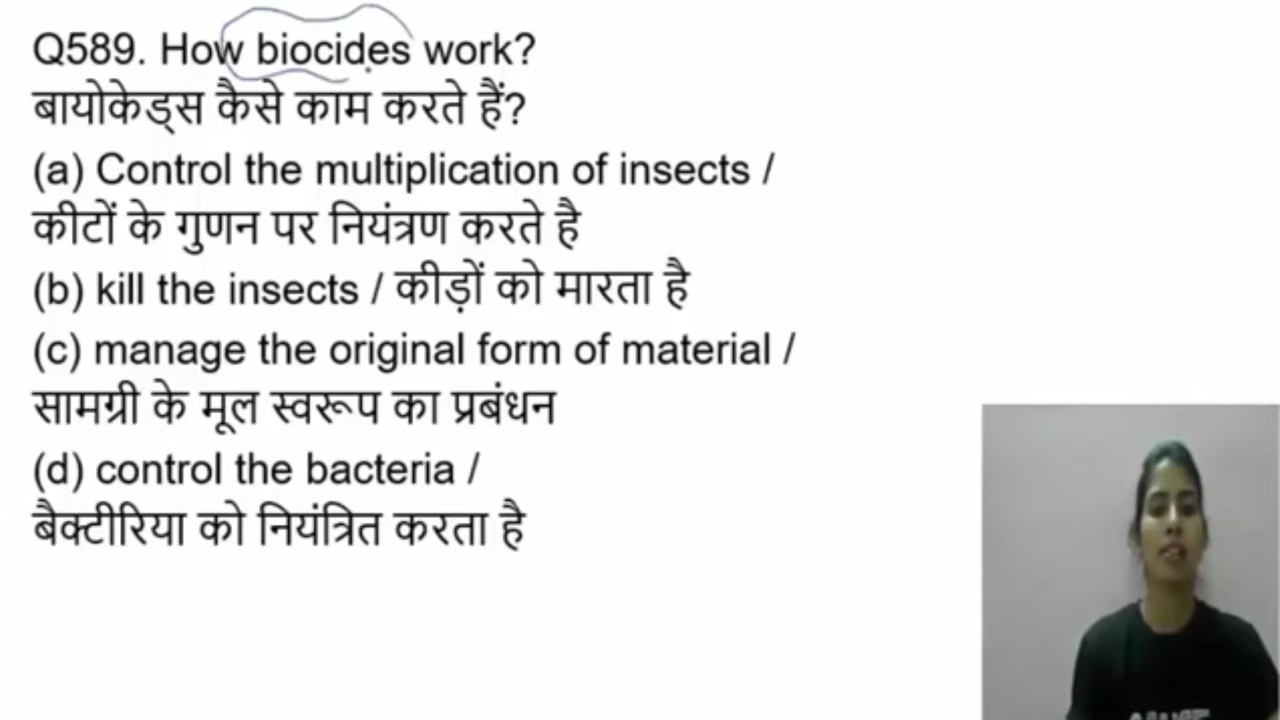 Q589. How biocides work?
बायोकेड्स कैसे काम करते हैं?
(a) Control the multiplication of insects /
कीटों के गुणन पर नियंत्रण करते है
(b) kill the insects / कीड़ों को मारता है
(c) manage the original form of material /
सामग्री के मूल स्वरूप का प्रबंधन
(d) control the bacteria /
बैक्टीरिया को नियंत्रित करता है